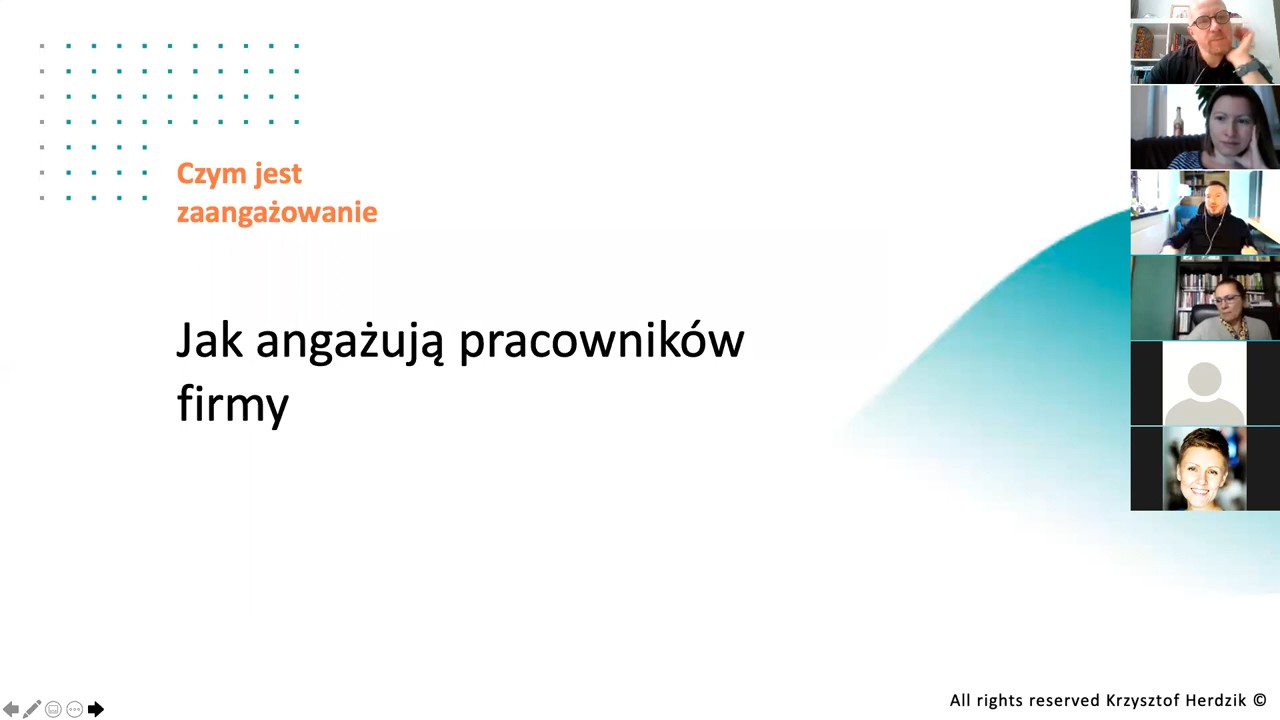 Czym jest
zaangażowanie
Jak angażują pracowników
firmy
All rights reserved Krzysztof Herdzik ©